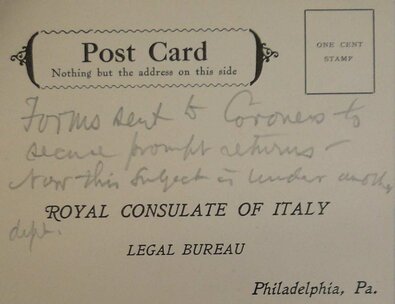 Post Card
Nothing but the address on this side
ONE CENT
STAMP
Forms sent to Coroners to
secure prompt returns –
Now this subject is under another
dept.
ROYAL CONSULATE OF ITALY
LEGAL BUREAU
Philadelphia, Pa.